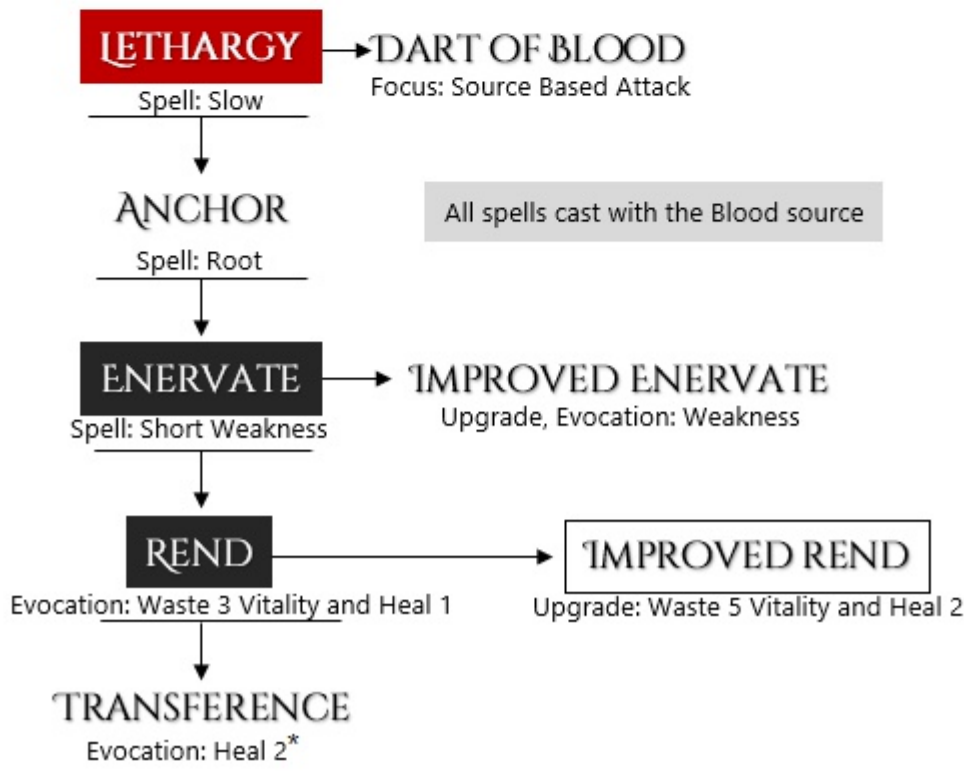 LETHARGY
DART OF BLOOD
Spell: Slow
Focus: Source Based Attack
ANCHOR
All spells cast with the Blood source
Spell: Root
ENERVATE
IMPROVED ENERVATE
Spell: Short Weakness
Upgrade, Evocation: Weakness
REND
IMPROVED REND
Evocation: Waste 3 Vitality and Heal 1
Upgrade: Waste 5 Vitality and Heal 2
TRANSFERENCE
Evocation: Heal 2*